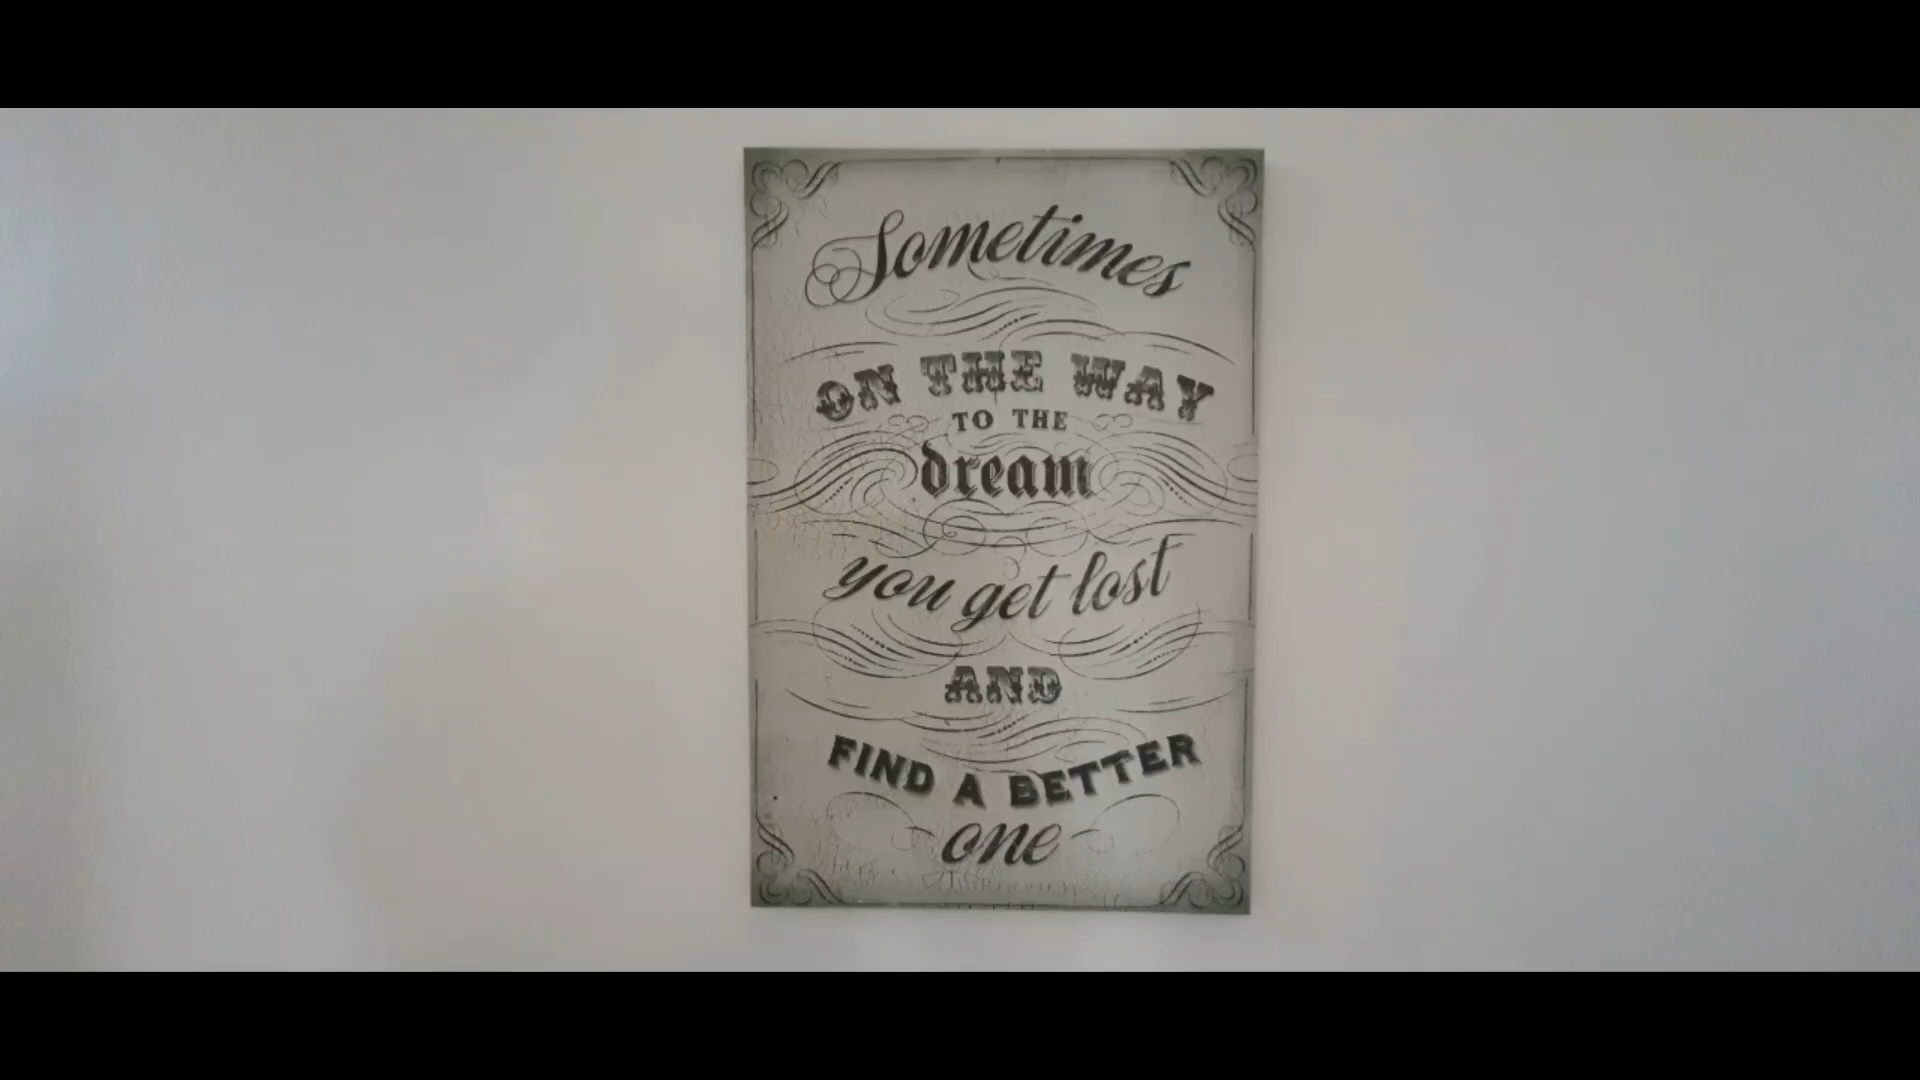 Sometimes
ON THE WAY
TO THE
dream
you get lost
AND
FIND A BETTER
one